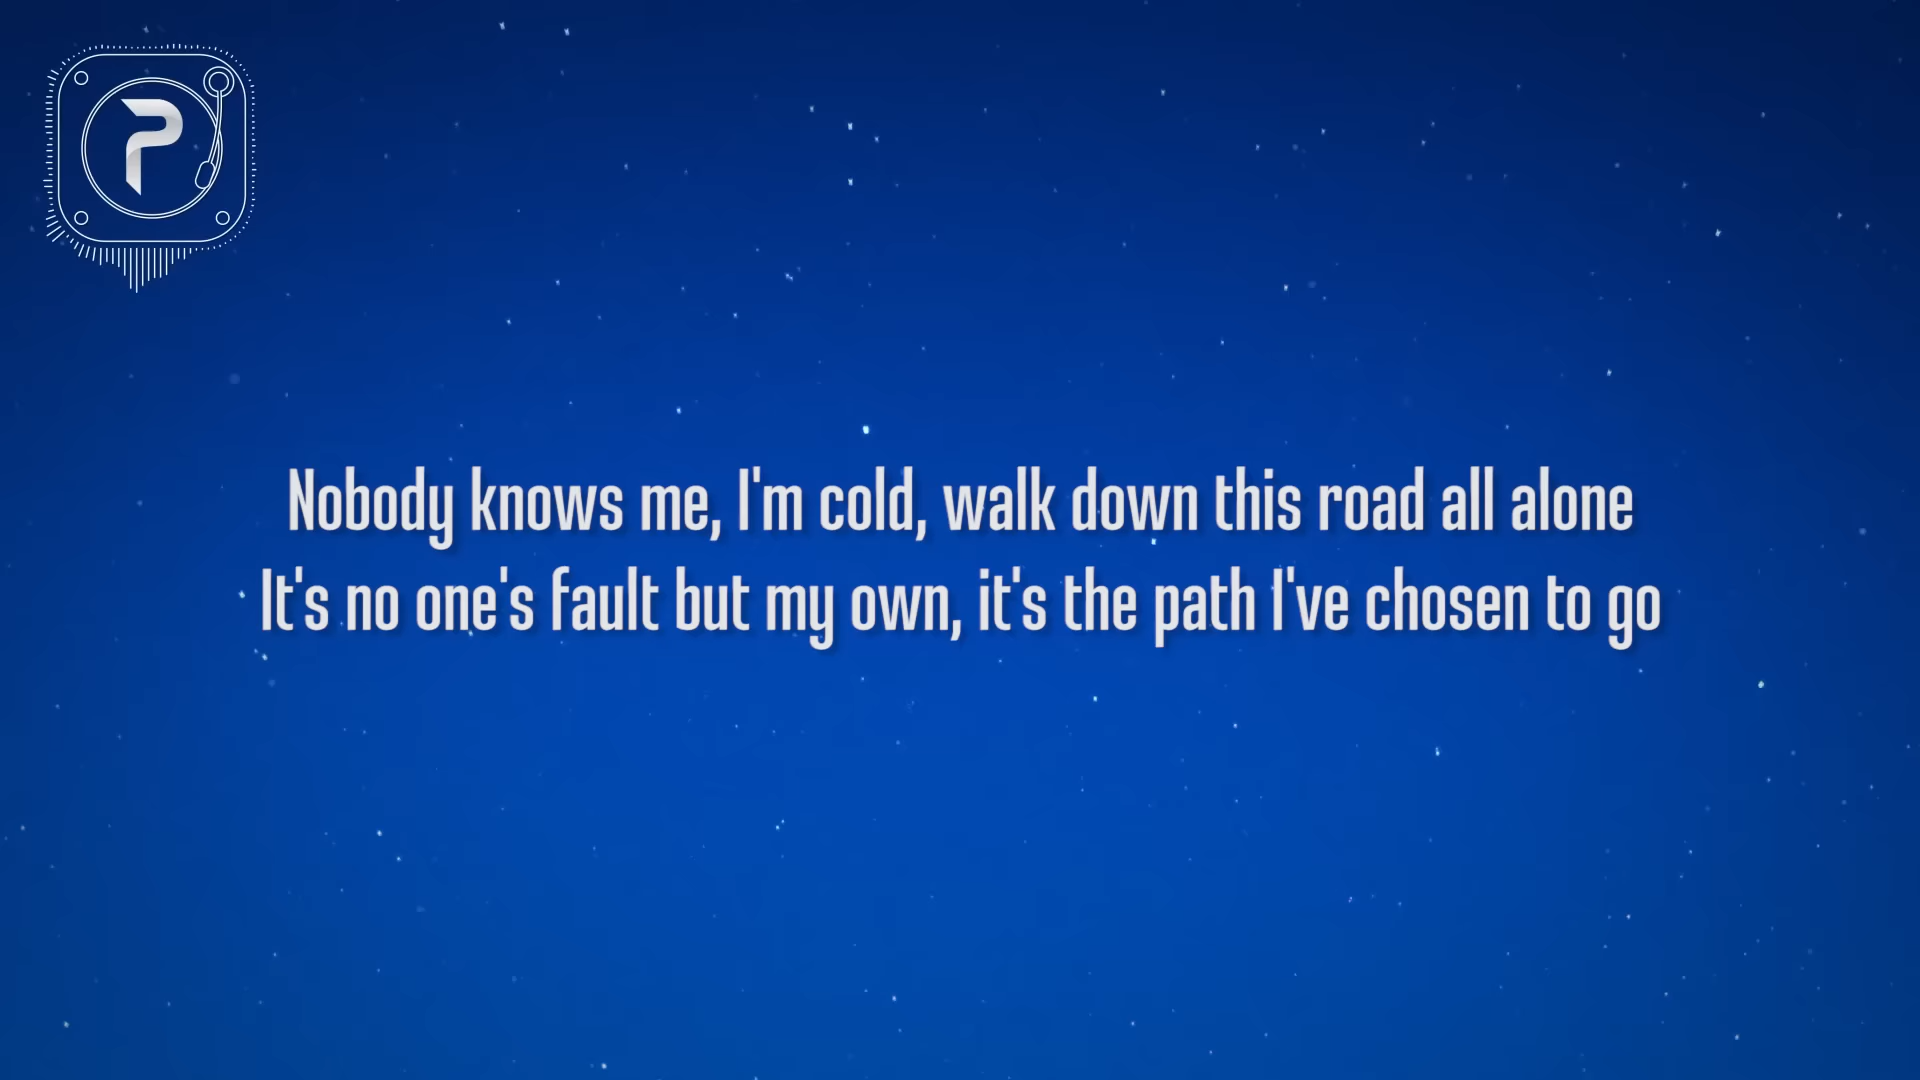 P
Nobody knows me, I'm cold, walk down this road all alone
It's no one's fault but my own, it's the path I've chosen to go